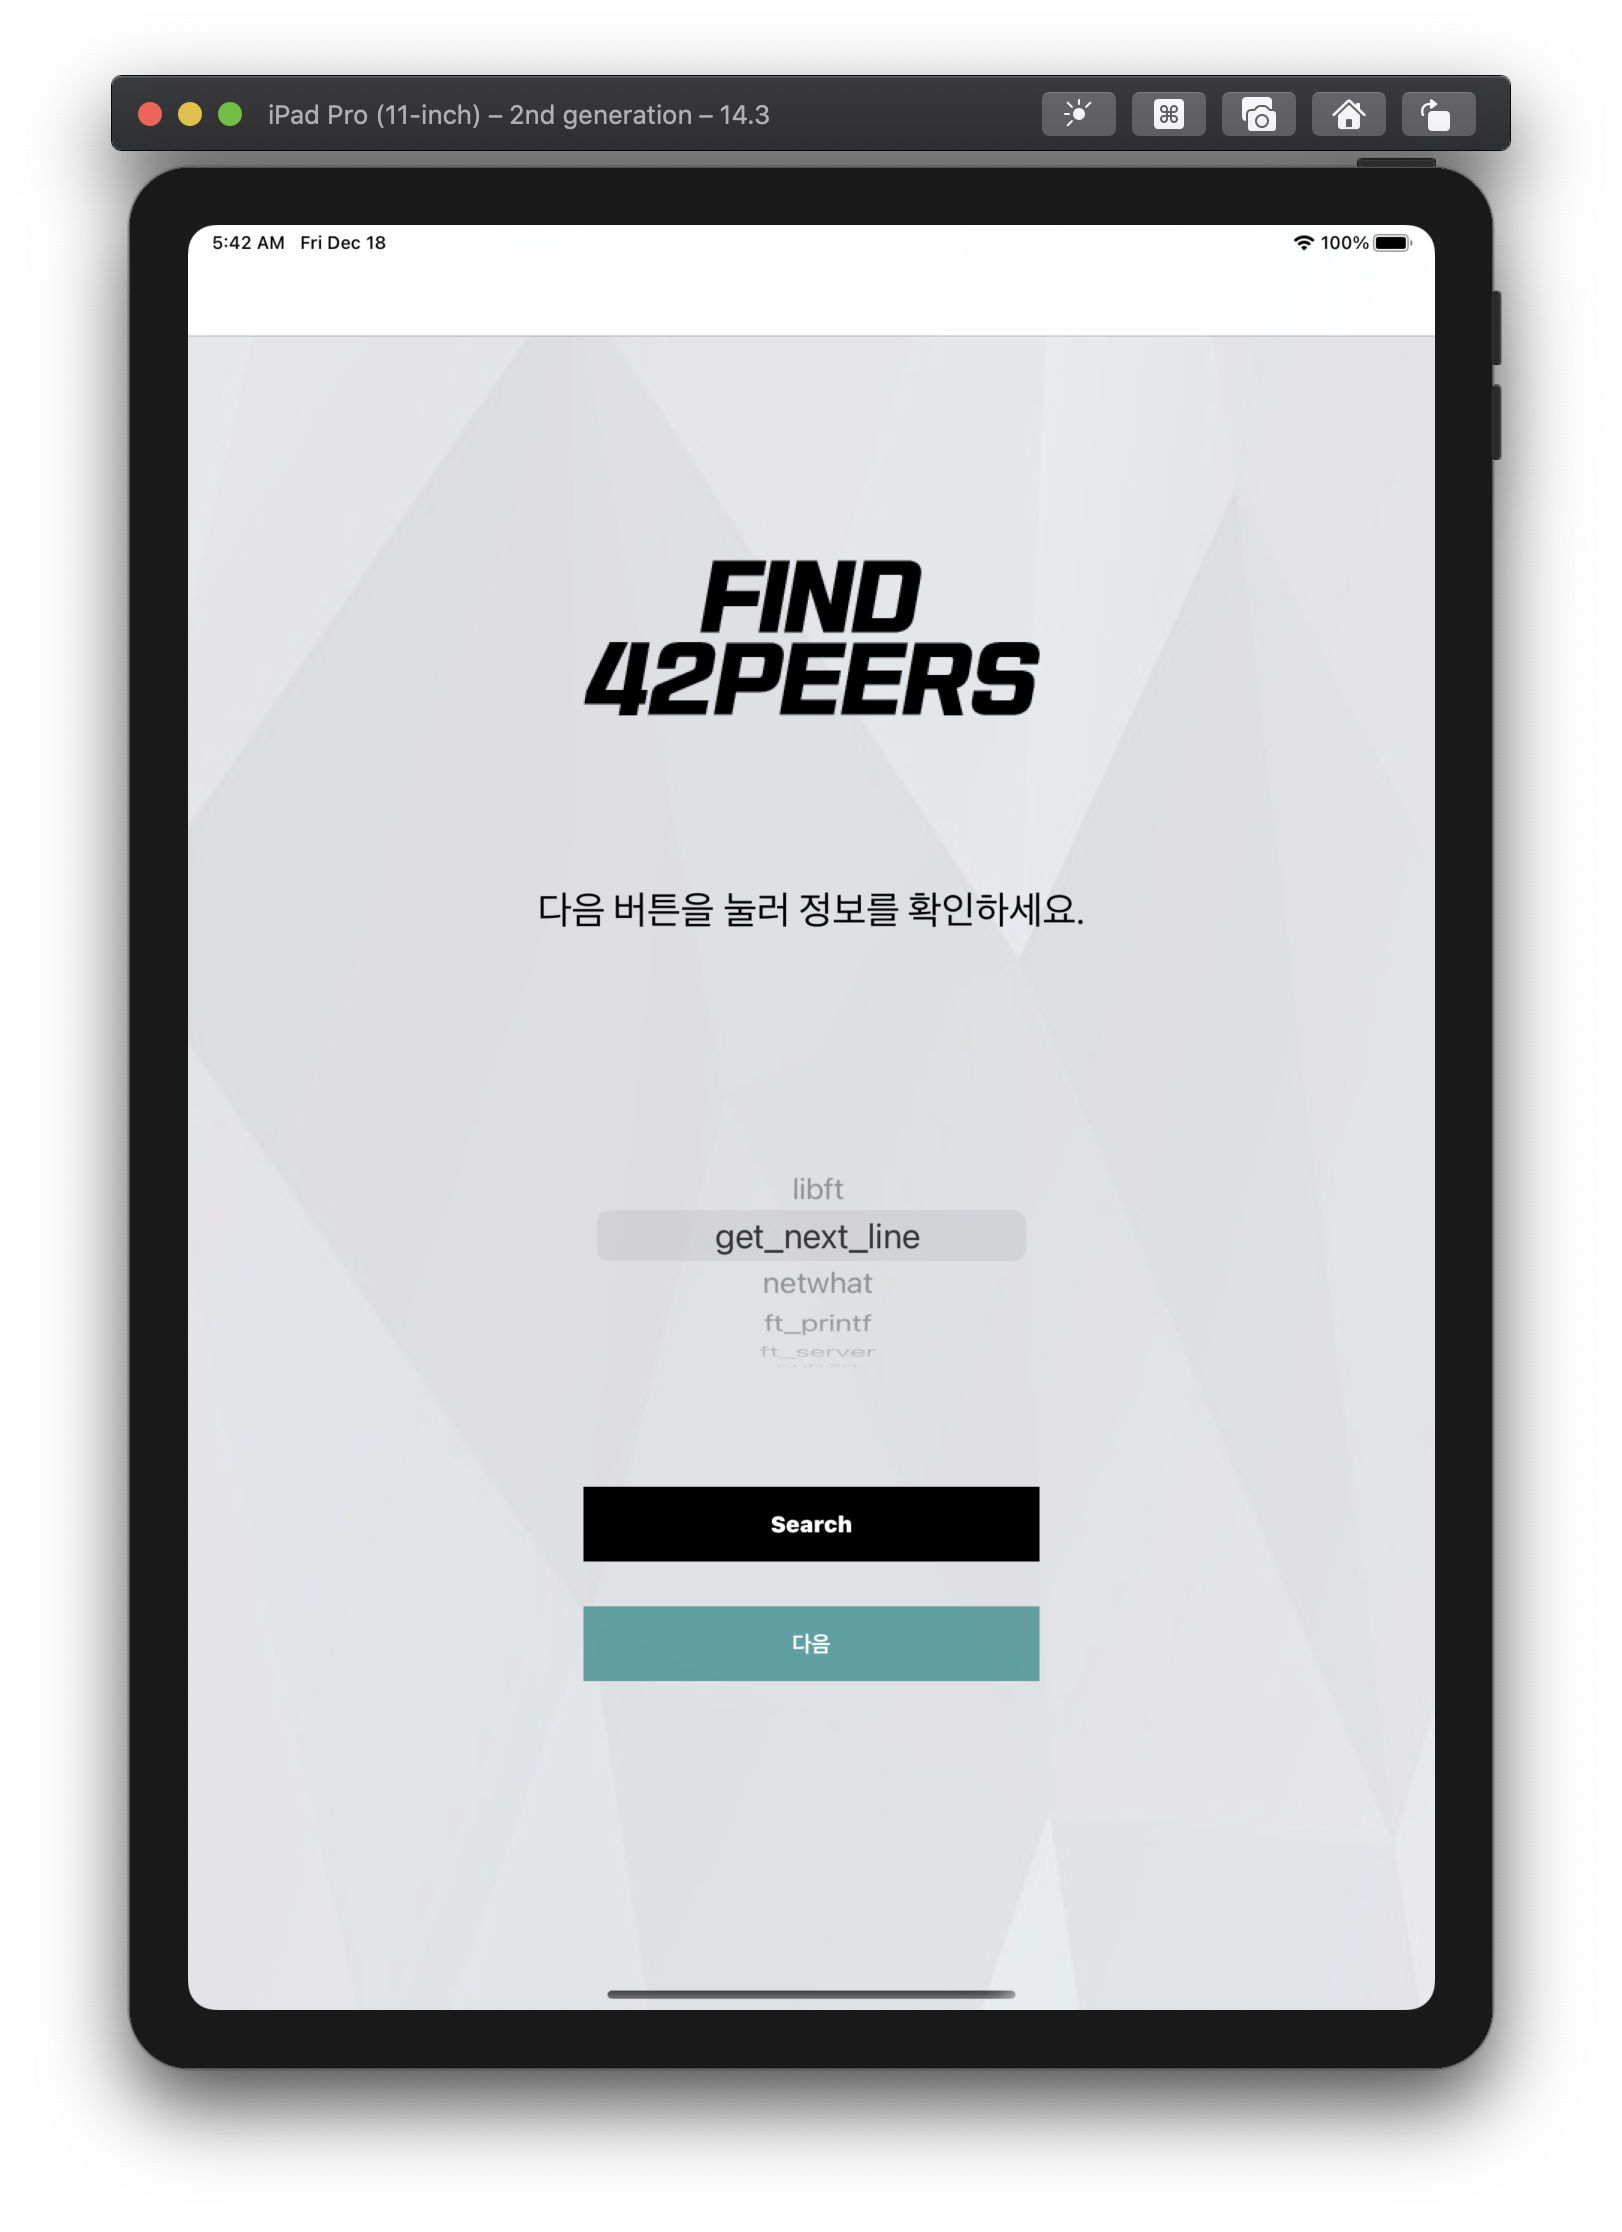 iPad Pro (11-inch) – 2nd generation – 14.3
5:42 AM Fri Dec 18
100%
FIND
42PEERS
다음 버튼을 눌러 정보를 확인하세요.
libft
get_next_line
netwhat
ft_printf
ft_server
Search
다음